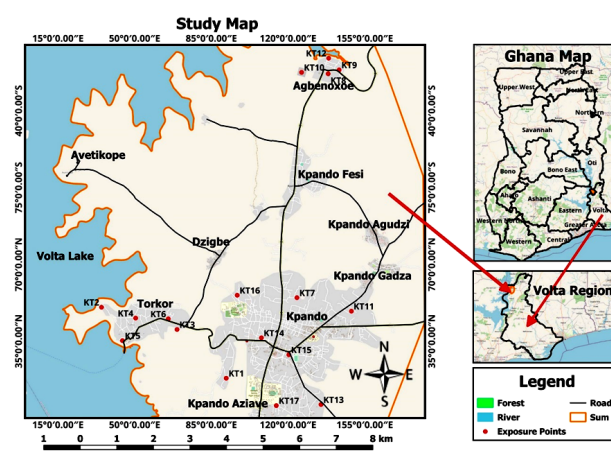 Study Map
15°0'0.00"S 50°0'0.00"S 85°0'0.00"S 120°0'0.00"S 155°0'0.00"S
40°0'0.00"S
75°0'0.00"S
70°0'0.00"N
35°0'0.00"S
KT12
KT10
KT9
KT8
Agbenoxoe
Avetikope
Kpando Fesi
Kpando Agudzi
Dzigbe
Volta Lake
Kpando Gadza
KT2
Torkor
KT16
KT7
KT4
KT6
KT3
Kpando
KT11
KT5
KT14
KT15
KT1
Kpando Aziave
KT17
KT13
N
W E
S
40°0'0.00"S
75°0'0.00"S
70°0'0.00"N
35°0'0.00"S
15°0'0.00"S 50°0'0.00"S 85°0'0.00"S 120°0'0.00"S 155°0'0.00"S
1 0 1 2 3 4 5 6 7 8 km
Ghana Map
Upper East
Upper West
North East
Northern
Savannah
Oti
Bono
Bono East
Ahafo
Ashanti
Eastern
Volta
Western North
Greater Accra
Western
Central
Volta Region
Legend
Forest
River
Exposure Points
Road
Sum